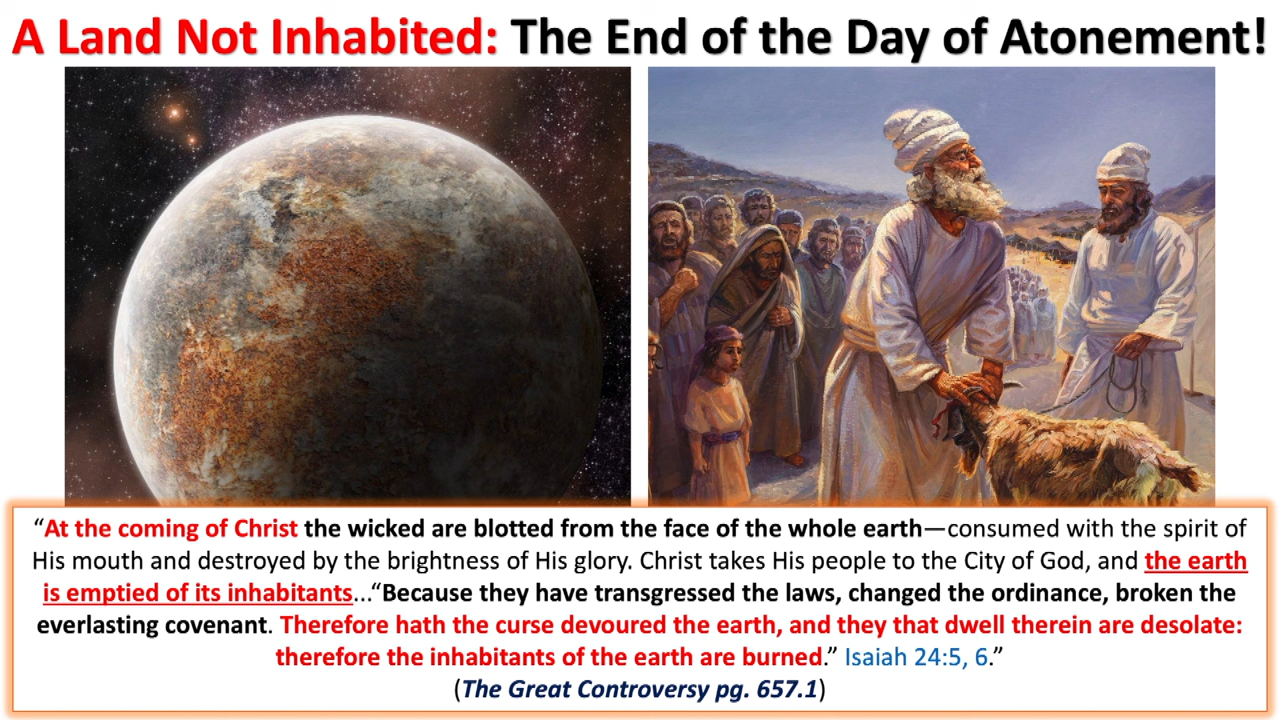 A Land Not Inhabited: The End of the Day of Atonement!
“At the coming of Christ the wicked are blotted from the face of the whole earth—consumed with the spirit of
His mouth and destroyed by the brightness of His glory. Christ takes His people to the City of God, and the earth
is emptied of its inhabitants...“Because they have transgressed the laws, changed the ordinance, broken the
everlasting covenant. Therefore hath the curse devoured the earth, and they that dwell therein are desolate:
therefore the inhabitants of the earth are burned.” Isaiah 24:5, 6.”
(The Great Controversy pg. 657.1)